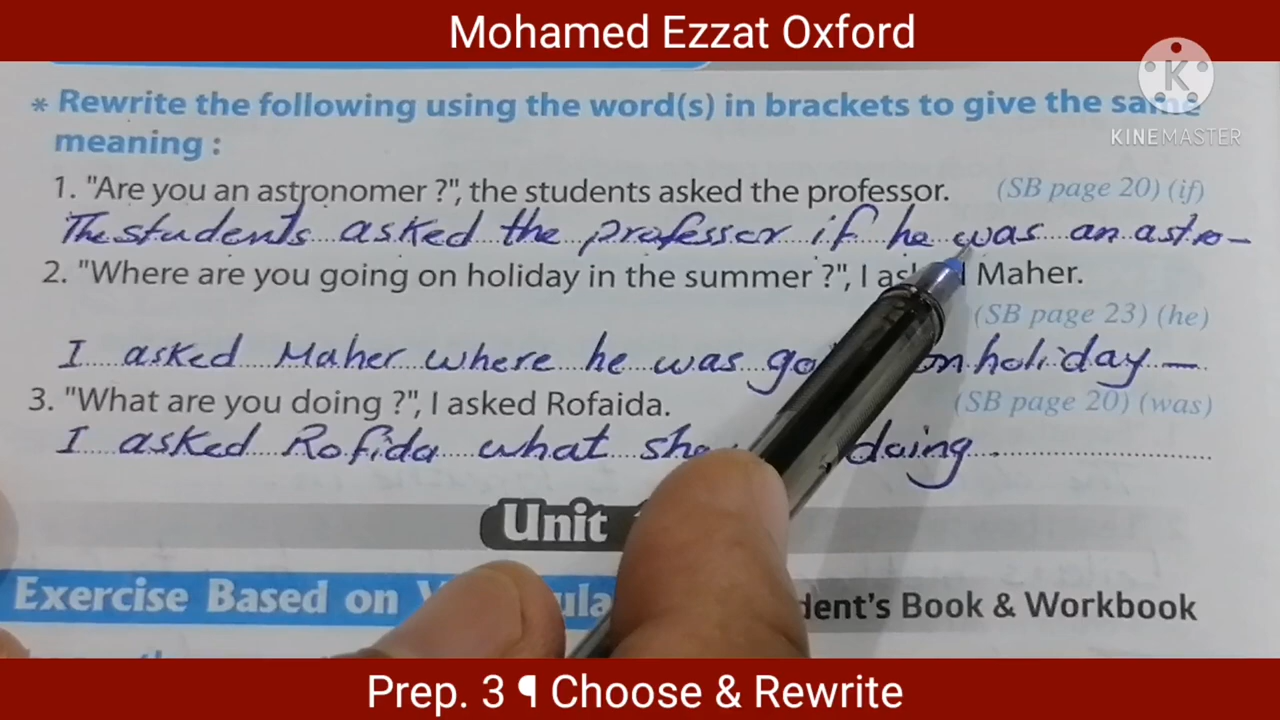 Mohamed Ezzat Oxford
K
KINEMASTER
* Rewrite the following using the word(s) in brackets to give the same
meaning :
1. "Are you an astronomer ?", the students asked the professor. (SB page 20) (if)
The students asked the professor if he was an astro-
2. "Where are you going on holiday in the summer ?", I asked Maher.
(SB page 23) (he)
I asked Maher where he was on holiday -
3. "What are you doing ?", I asked Rofaida. (SB page 20) (was)
I asked Rofida what she doing
Unit
Exercise Based on & Workbook
Prep. 3 ¶ Choose & Rewrite